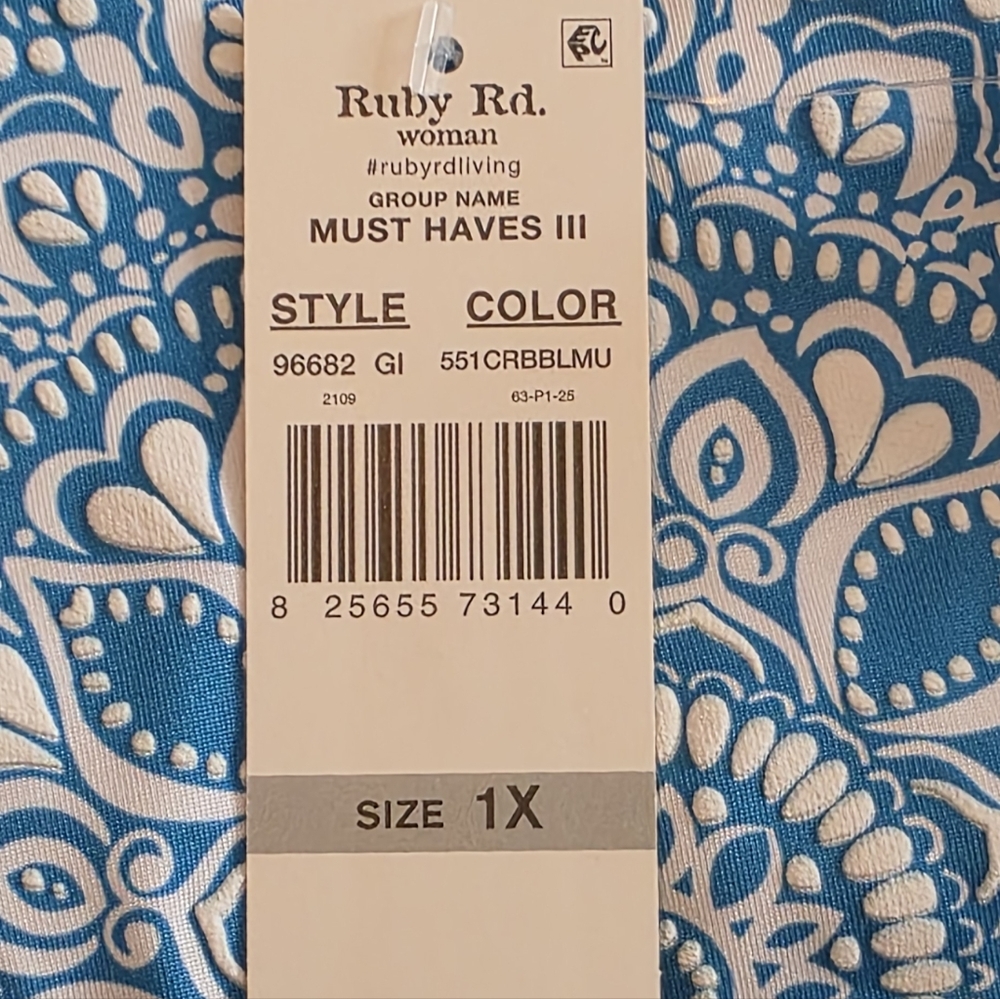 EPC
Ruby Rd.
woman
#rubyrdliving
GROUP NAME
MUST HAVES III
STYLE COLOR
96682 GI 551CRBBLMU
2109 63-P1-25
8 25655 73144 0
SIZE 1X